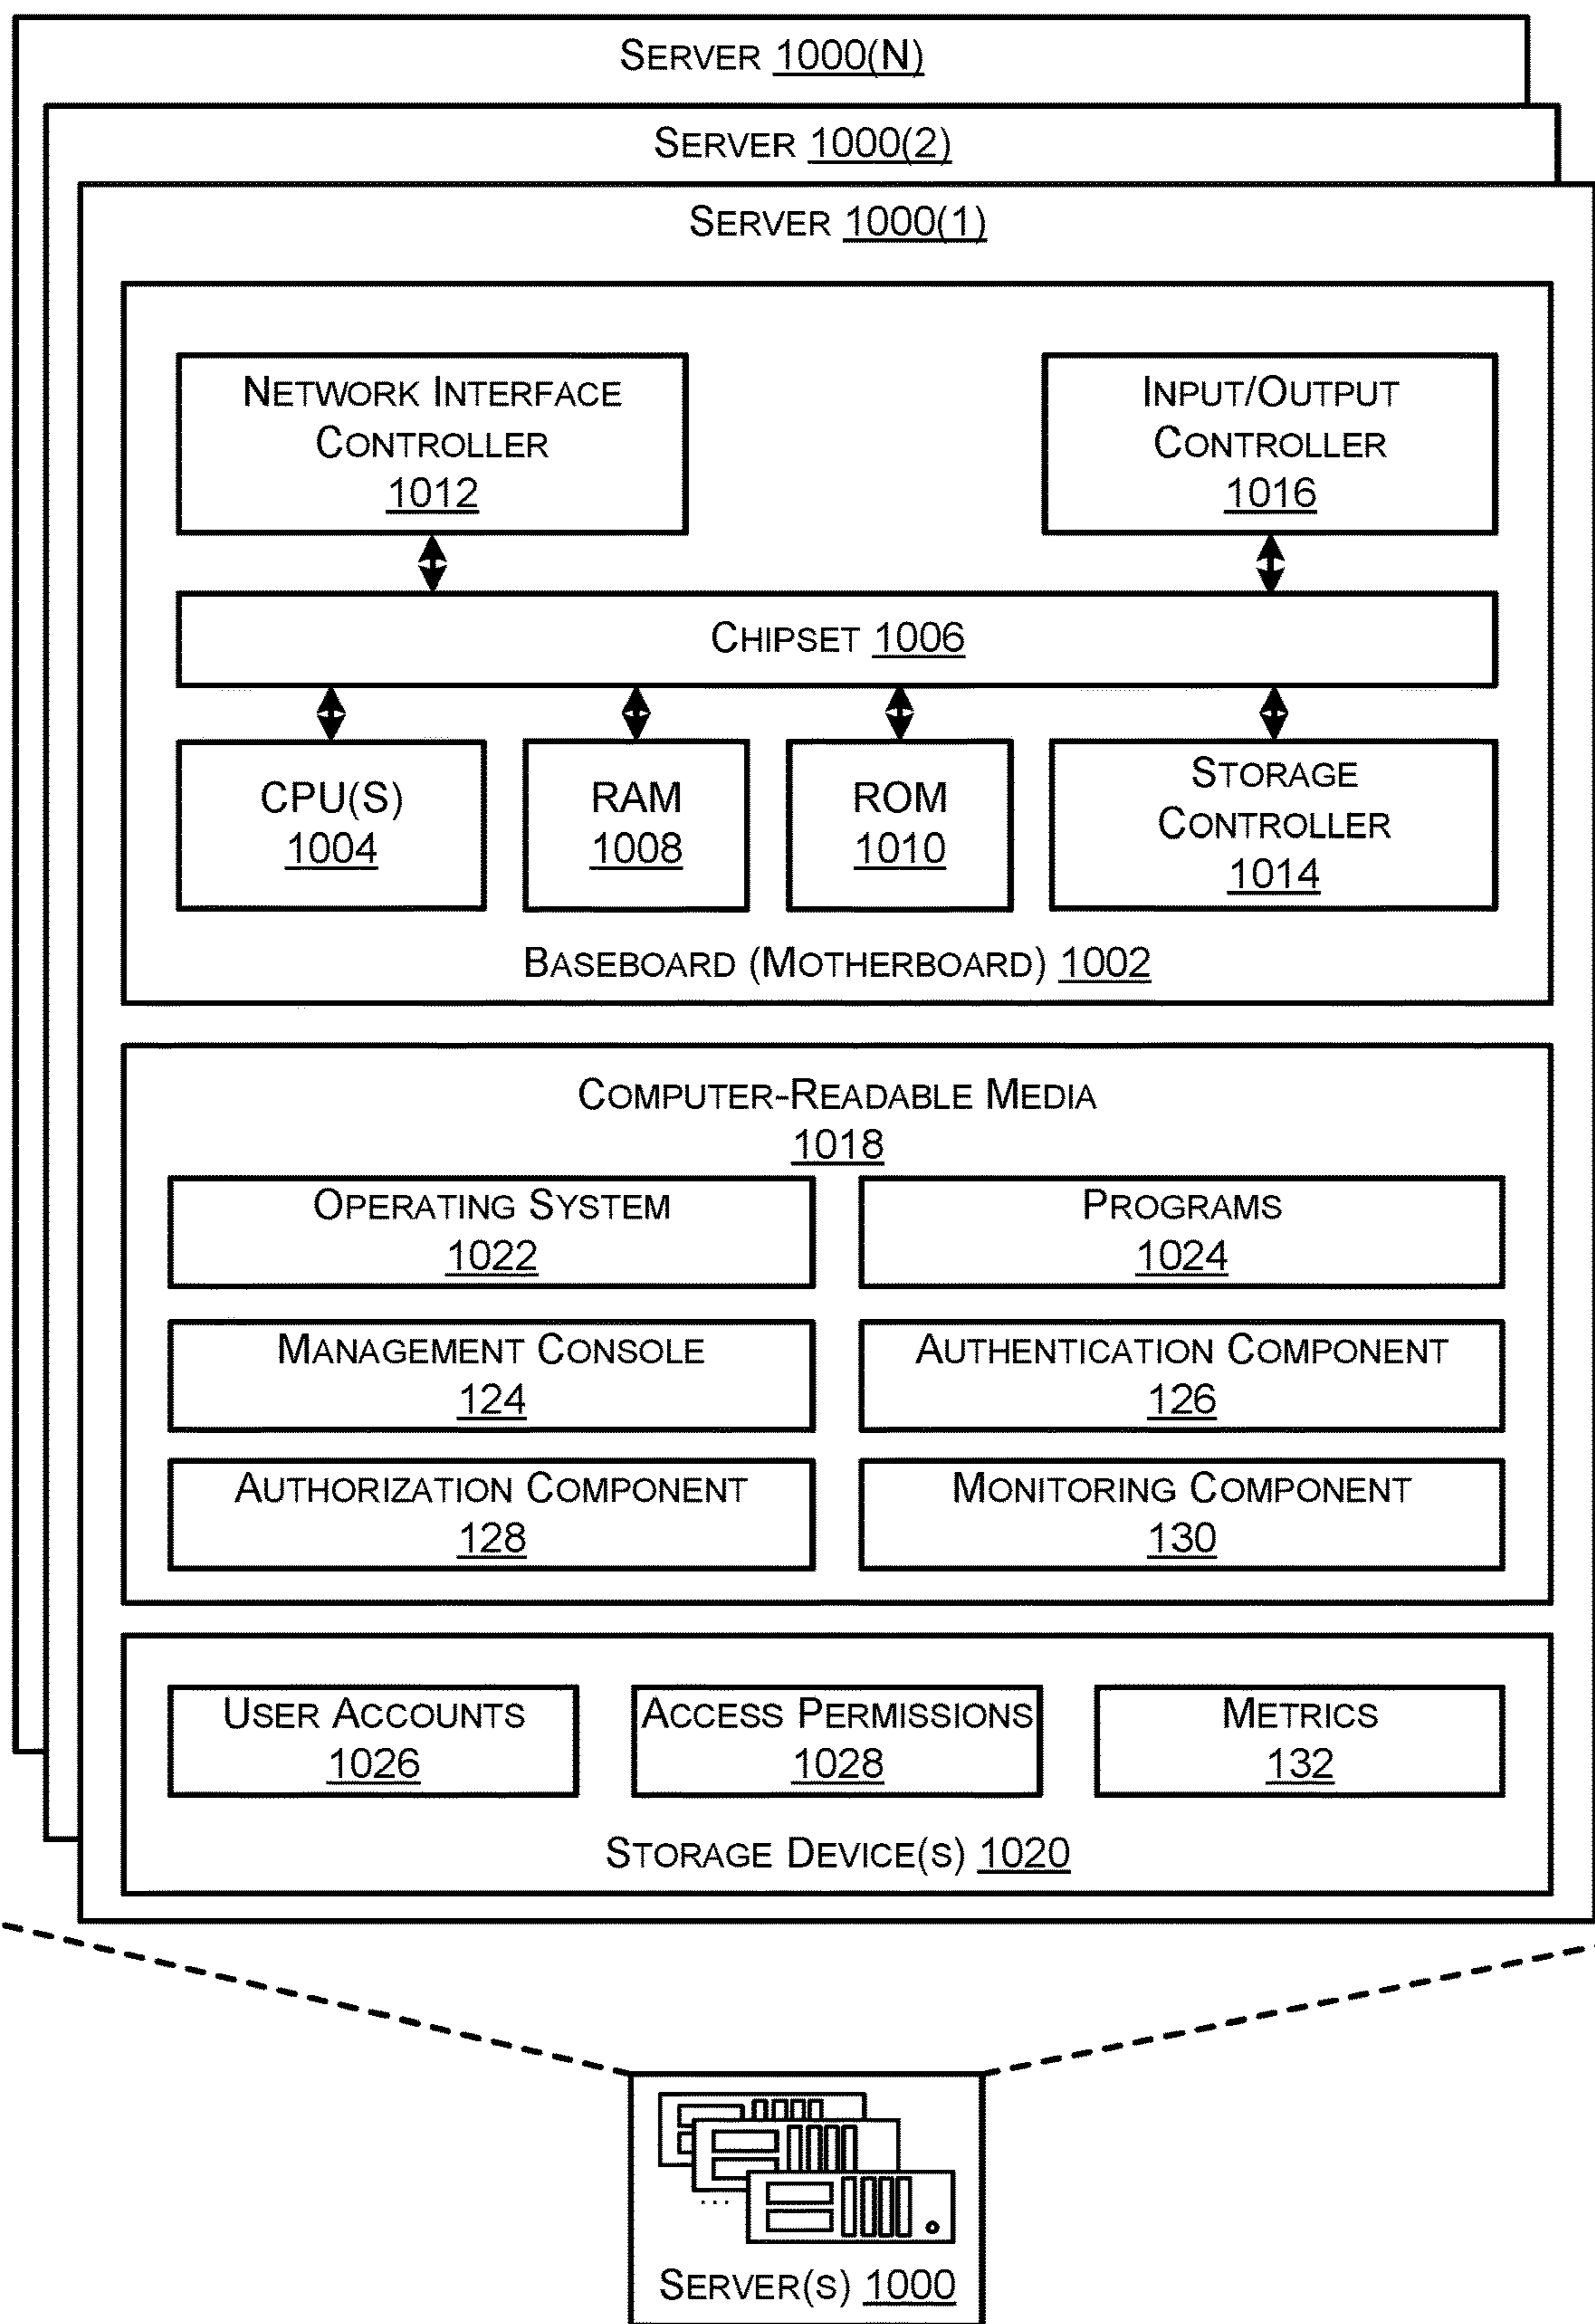 SERVER 1000(N)
SERVER 1000(2)
SERVER 1000(1)
NETWORK INTERFACE
CONTROLLER
1012
INPUT/OUTPUT
CONTROLLER
1016
CHIPSET 1006
CPU(S)
1004
RAM
1008
ROM
1010
STORAGE
CONTROLLER
1014
BASEBOARD (MOTHERBOARD) 1002
COMPUTER-READABLE MEDIA
1018
OPERATING SYSTEM
1022
PROGRAMS
1024
MANAGEMENT CONSOLE
124
AUTHENTICATION COMPONENT
126
AUTHORIZATION COMPONENT
128
MONITORING COMPONENT
130
USER ACCOUNTS
1026
ACCESS PERMISSIONS
1028
METRICS
132
STORAGE DEVICE(S) 1020
...
SERVER(S) 1000